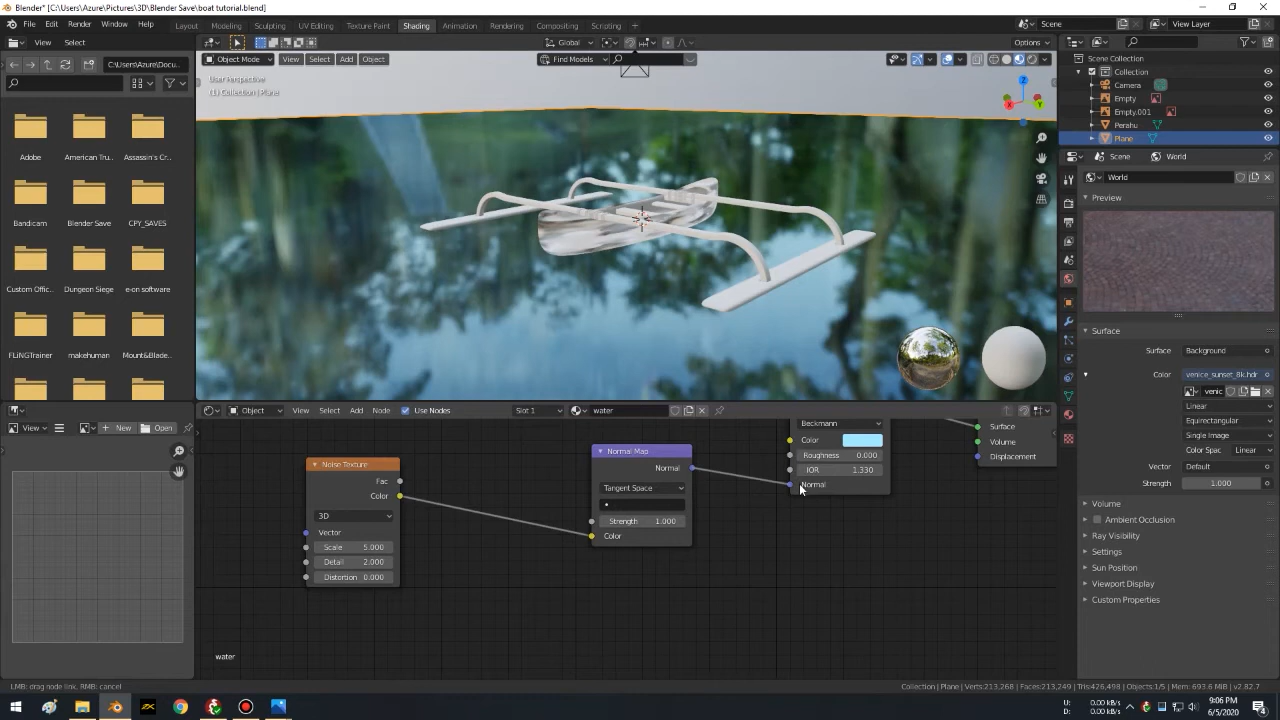 Blender* [C:\Users\Azure\Pictures\3D\Blender Save\boat tutorial.blend]
File Edit Render Window Help Layout Modeling Sculpting UV Editing Texture Paint Shading Animation Rendering Compositing Scripting Scene View Layer
View Select Object Mode View Select Add Object Global Find Models Options
C:\Users\Azure\Docu...
User Perspective
(1) Collection | Plane
Adobe American Tru... Assassin's Cr...
Bandicam Blender Save CPY_SAVES
Custom Offic... Dungeon Siege e-on software
FLiNGTrainer makehuman Mount&Blade...
Scene Collection
Collection
Camera
Empty
Empty.001
Perahu
Plane
Scene World
World
Preview
Surface
Surface Background
Color venice_sunset_8k.hdr
venic
Linear
Equirectangular
Single Image
Color Spac Linear
Vector Default
Strength 1.000
Volume
Ambient Occlusion
Ray Visibility
Settings
Sun Position
Viewport Display
Custom Properties
View New Open
Object View Select Add Node Use Nodes Slot 1 water
Noise Texture
Fac
Color
3D
Vector
Scale 5.000
Detail 2.000
Distortion 0.000
Normal Map
Normal
Tangent Space
Strength 1.000
Color
Beckmann
Color
Roughness 0.000
IOR 1.330
Normal
Surface
Volume
Displacement
water
LMB: drag node link, RMB: cancel
Collection | Plane | Verts:213,268 | Faces:213,249 | Tris:426,498 | Objects:1/5 | Mem: 693.6 MiB | v2.82.7
U: 0.00 kB/s
D: 0.00 kB/s
9:06 PM
6/5/2020